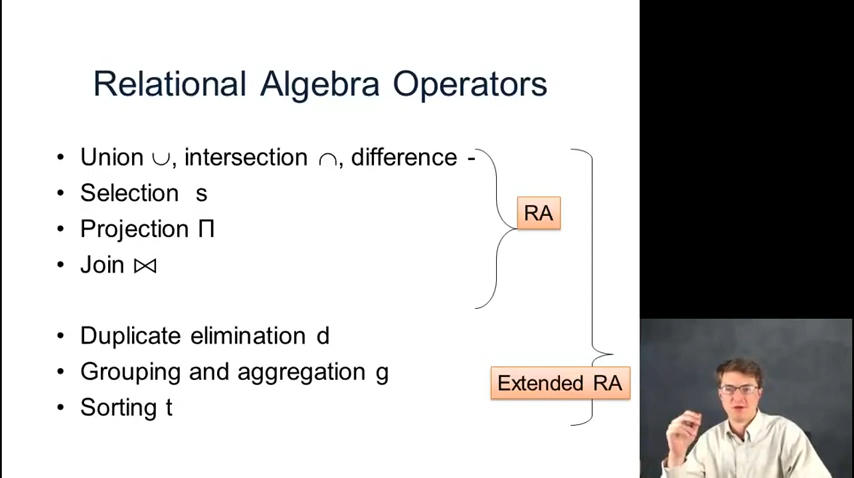 Relational Algebra Operators
• Union ∪, intersection ∩, difference -
• Selection s
• Projection Π
• Join ⋈
RA
• Duplicate elimination d
• Grouping and aggregation g
• Sorting t
Extended RA